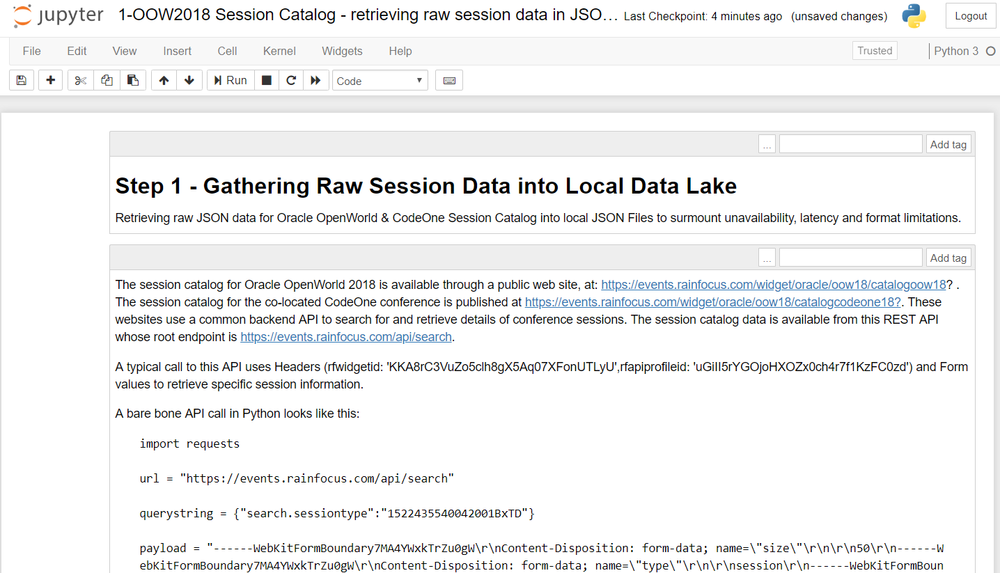 jupyter 1-OOW2018 Session Catalog - retrieving raw session data in JSO... Last Checkpoint: 4 minutes ago (unsaved changes) Logout
File Edit View Insert Cell Kernel Widgets Help Trusted Python 3
Run Code
... Add tag
Step 1 - Gathering Raw Session Data into Local Data Lake
Retrieving raw JSON data for Oracle OpenWorld & CodeOne Session Catalog into local JSON Files to surmount unavailability, latency and format limitations.
... Add tag
The session catalog for Oracle OpenWorld 2018 is available through a public web site, at: https://events.rainfocus.com/widget/oracle/oow18/catalogoow18? .
The session catalog for the co-located CodeOne conference is published at https://events.rainfocus.com/widget/oracle/oow18/catalogcodeone18?. These
websites use a common backend API to search for and retrieve details of conference sessions. The session catalog data is available from this REST API
whose root endpoint is https://events.rainfocus.com/api/search.
A typical call to this API uses Headers (rfwidgetid: 'KKA8rC3VuZo5clh8gX5Aq07XFonUTLyU',rfapiprofileid: 'uGiII5rYGOjoHXOZx0ch4r7f1KzFC0zd') and Form
values to retrieve specific session information.
A bare bone API call in Python looks like this:
import requests
url = "https://events.rainfocus.com/api/search"
querystring = {"search.sessiontype":"1522435540042001BxTD"}
payload = "------WebKitFormBoundary7MA4YWxkTrZu0gW\r\nContent-Disposition: form-data; name=\"size\"\r\n\r\n50\r\n------W
ebKitFormBoundary7MA4YWxkTrZu0gW\r\nContent-Disposition: form-data; name=\"type\"\r\n\r\nsession\r\n------WebKitFormBoun